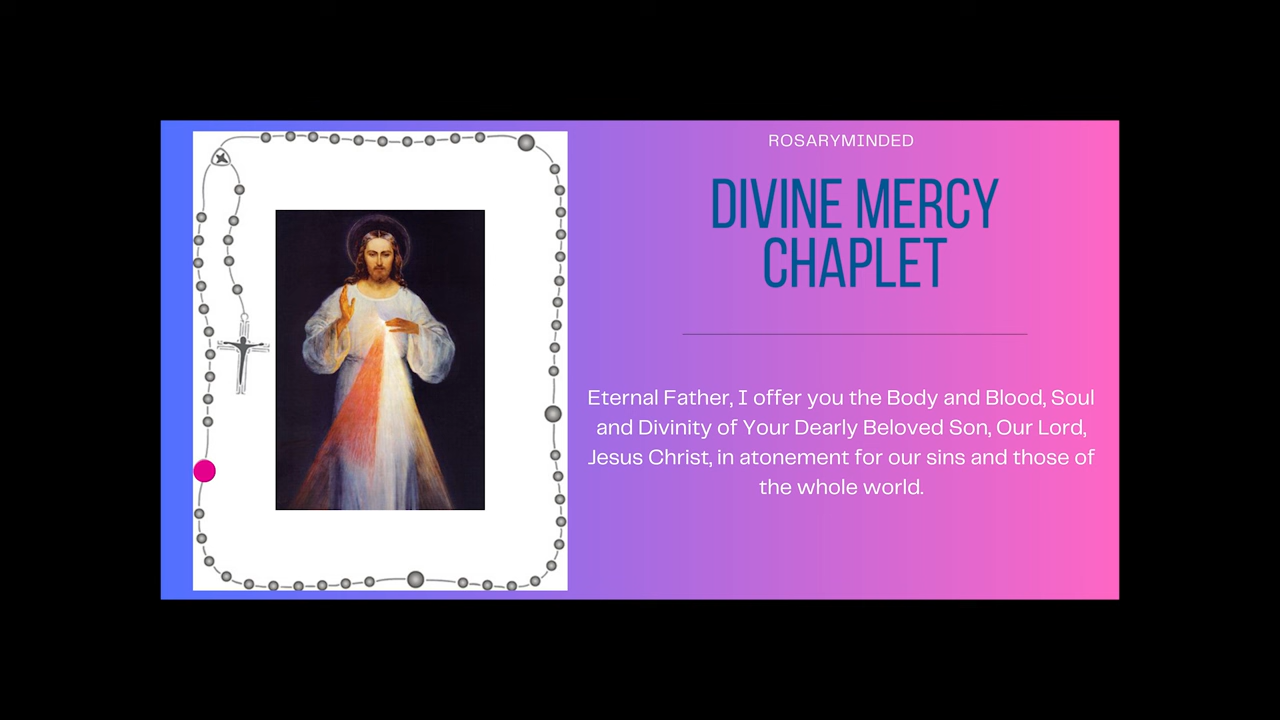 ROSARYMINDED
DIVINE MERCY
CHAPLET
Eternal Father, I offer you the Body and Blood, Soul
and Divinity of Your Dearly Beloved Son, Our Lord,
Jesus Christ, in atonement for our sins and those of
the whole world.